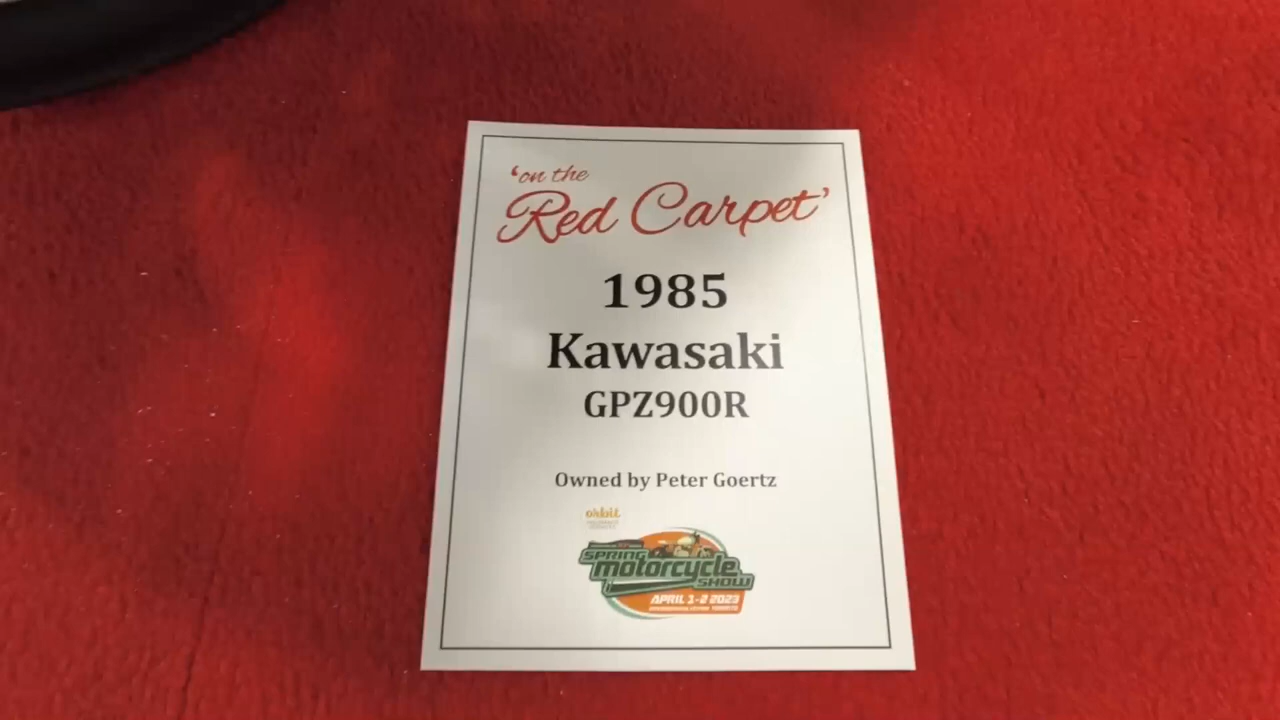 ‘on the
Red Carpet’
1985
Kawasaki
GPZ900R
Owned by Peter Goertz
orbit
SPRING
motorcycle
SHOW
APRIL 1-2 2023